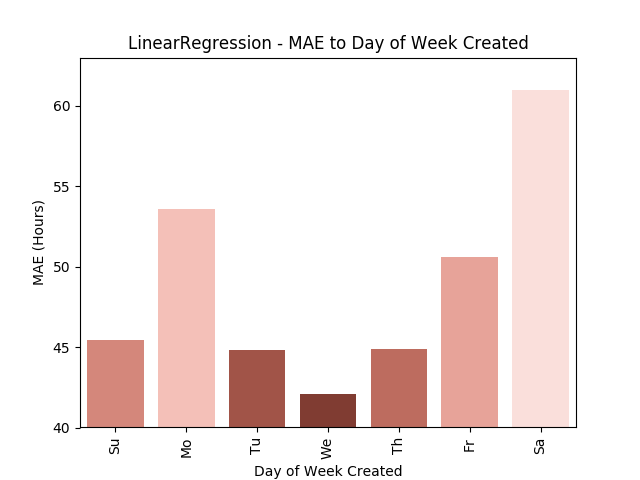 LinearRegression - MAE to Day of Week Created
60
55
50
45
40
MAE (Hours)
Su
Mo
Tu
We
Th
Fr
Sa
Day of Week Created